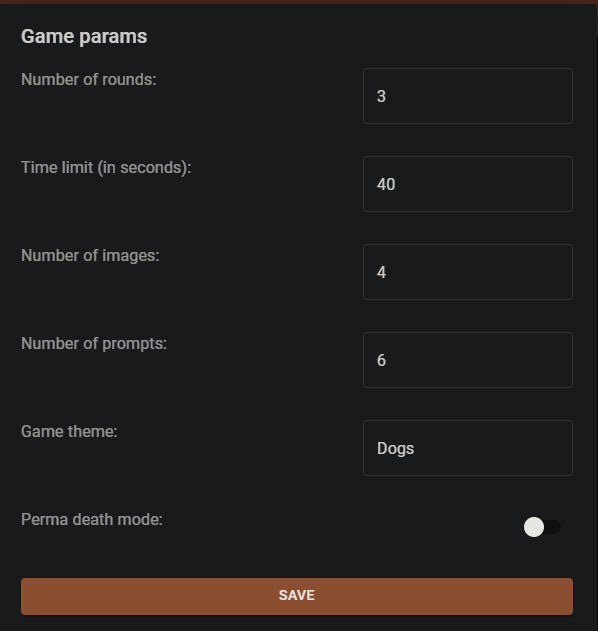 Game params
Number of rounds:
3
Time limit (in seconds):
40
Number of images:
4
Number of prompts:
6
Game theme:
Dogs
Perma death mode:
SAVE